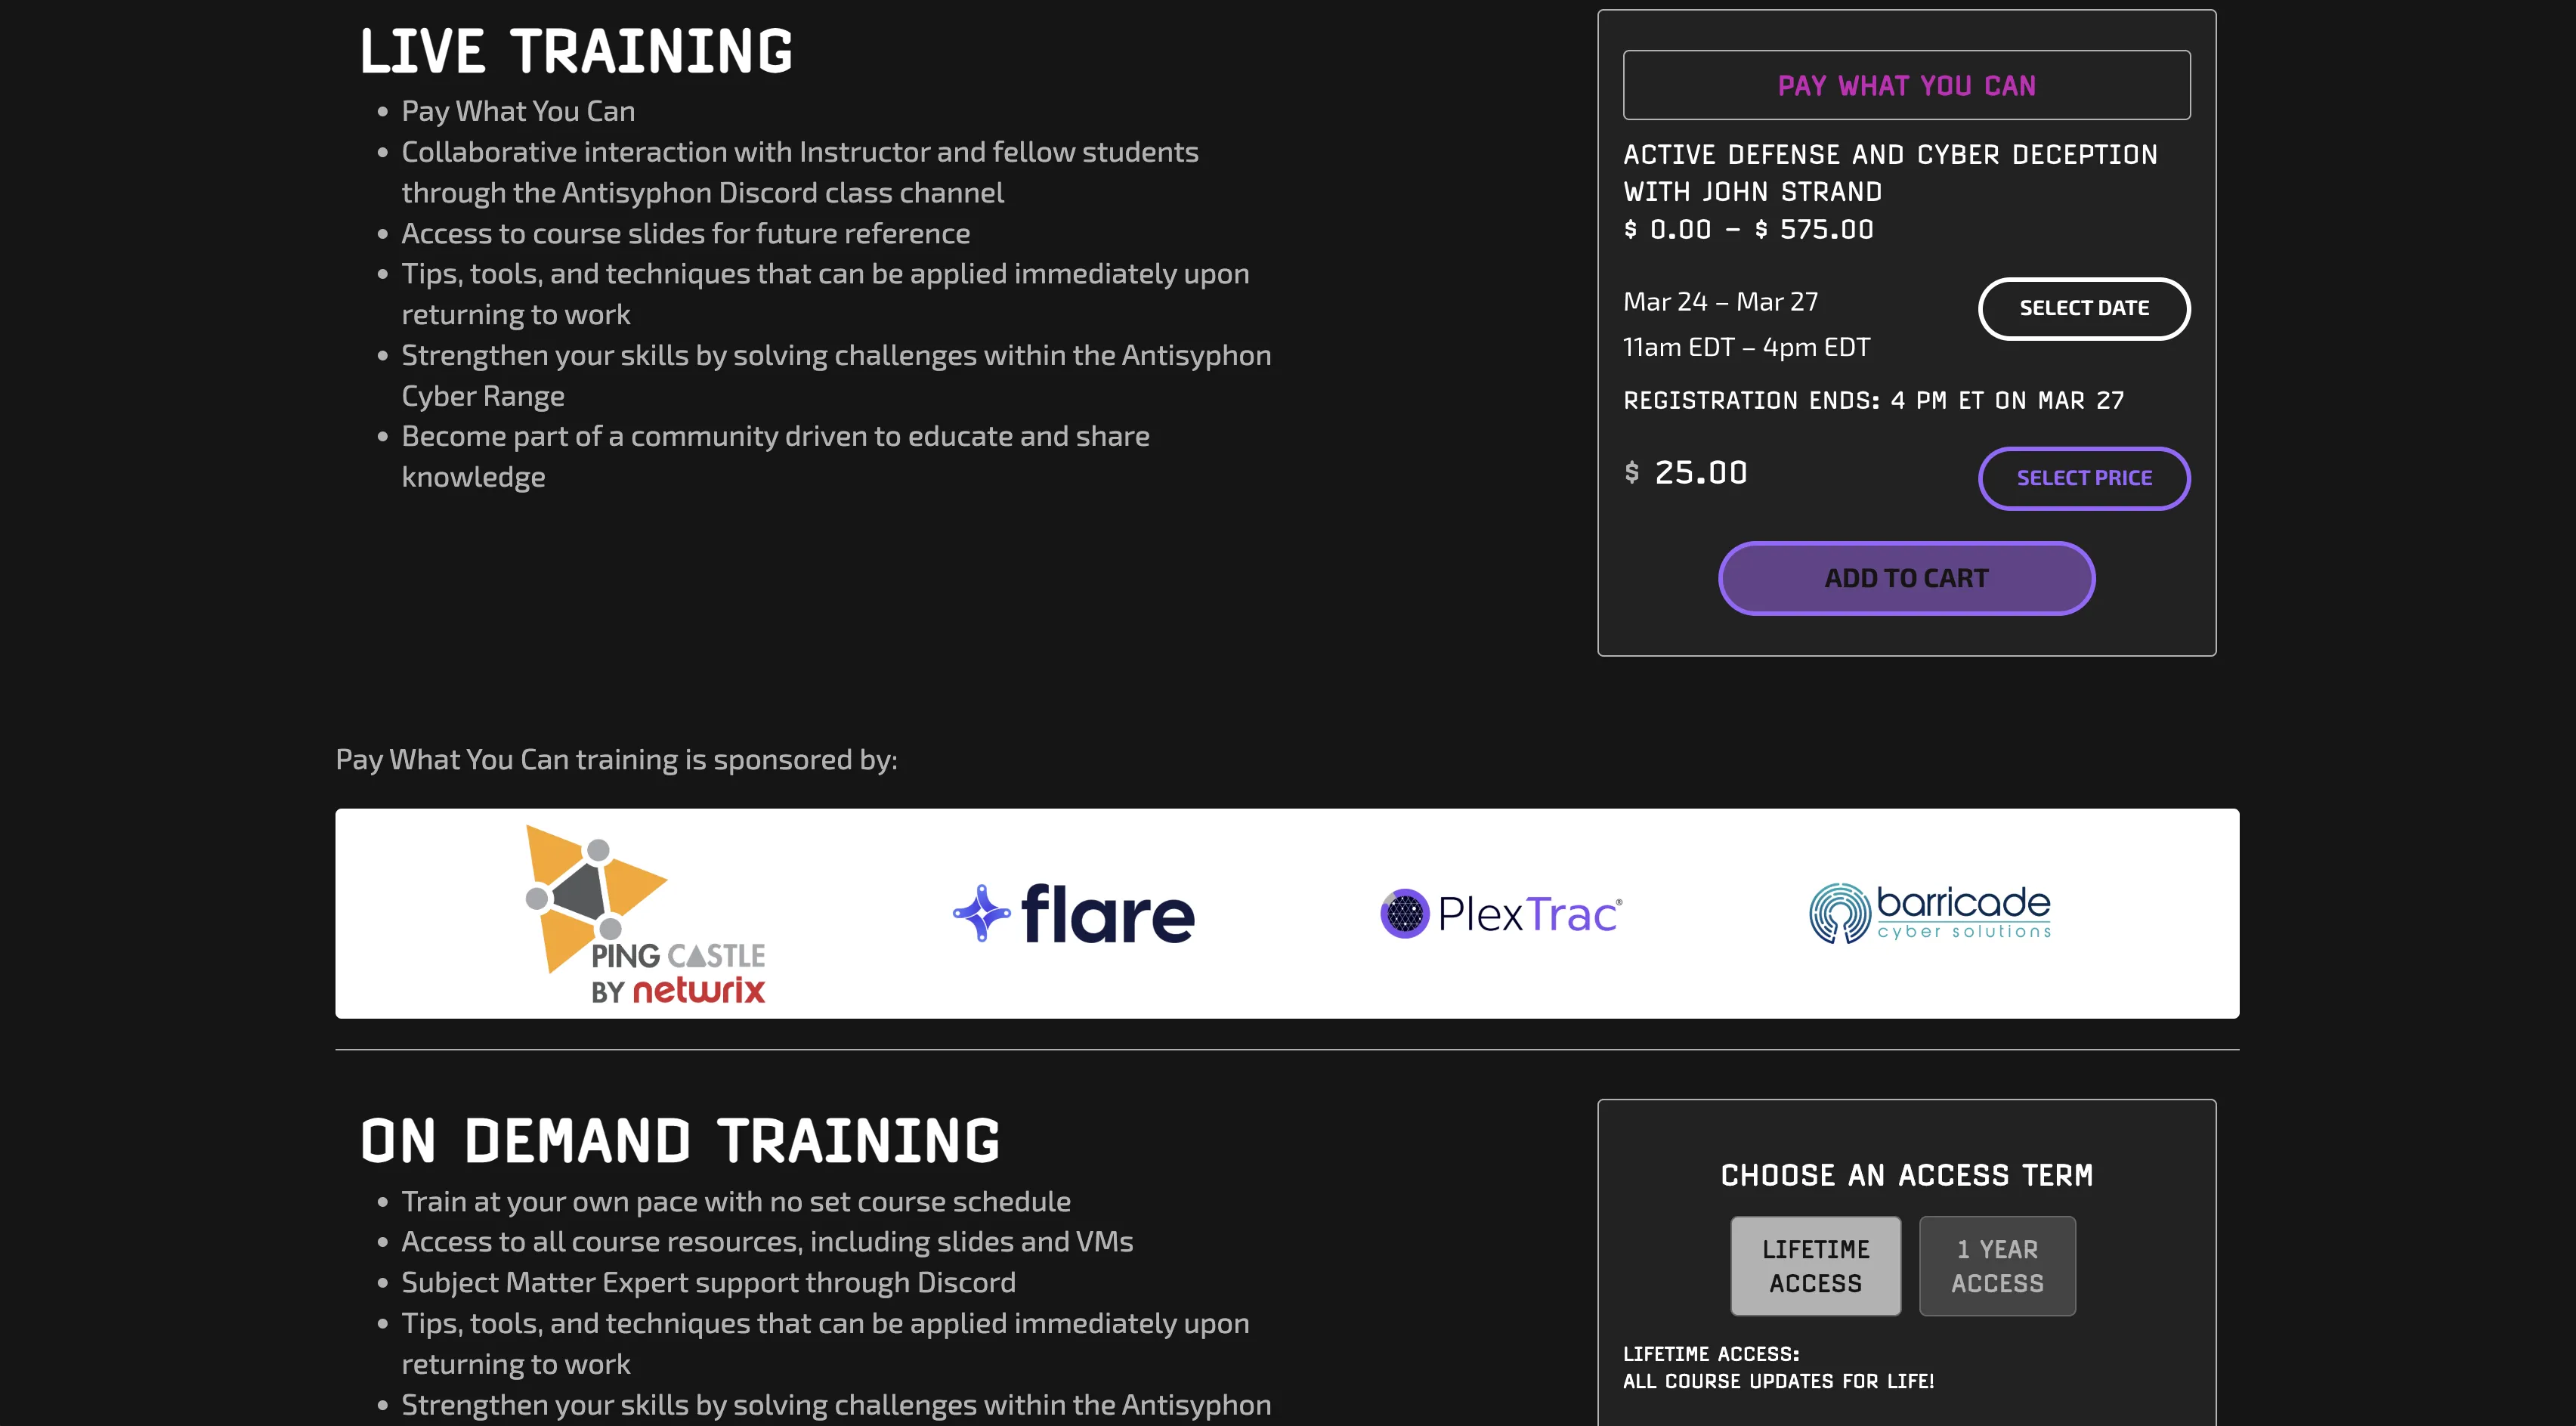 LIVE TRAINING
Pay What You Can
Collaborative interaction with Instructor and fellow students
through the Antisyphon Discord class channel
Access to course slides for future reference
Tips, tools, and techniques that can be applied immediately upon
returning to work
Strengthen your skills by solving challenges within the Antisyphon
Cyber Range
Become part of a community driven to educate and share
knowledge
PAY WHAT YOU CAN
ACTIVE DEFENSE AND CYBER DECEPTION
WITH JOHN STRAND
$ 0.00 – $ 575.00
Mar 24 – Mar 27
11am EDT – 4pm EDT
SELECT DATE
REGISTRATION ENDS: 4 PM ET ON MAR 27
$ 25.00
SELECT PRICE
ADD TO CART
Pay What You Can training is sponsored by:
PING CASTLE
BY netwrix
flare
PlexTrac®
barricade
cyber solutions
ON DEMAND TRAINING
Train at your own pace with no set course schedule
Access to all course resources, including slides and VMs
Subject Matter Expert support through Discord
Tips, tools, and techniques that can be applied immediately upon
returning to work
Strengthen your skills by solving challenges within the Antisyphon
CHOOSE AN ACCESS TERM
LIFETIME
ACCESS
1 YEAR
ACCESS
LIFETIME ACCESS:
ALL COURSE UPDATES FOR LIFE!